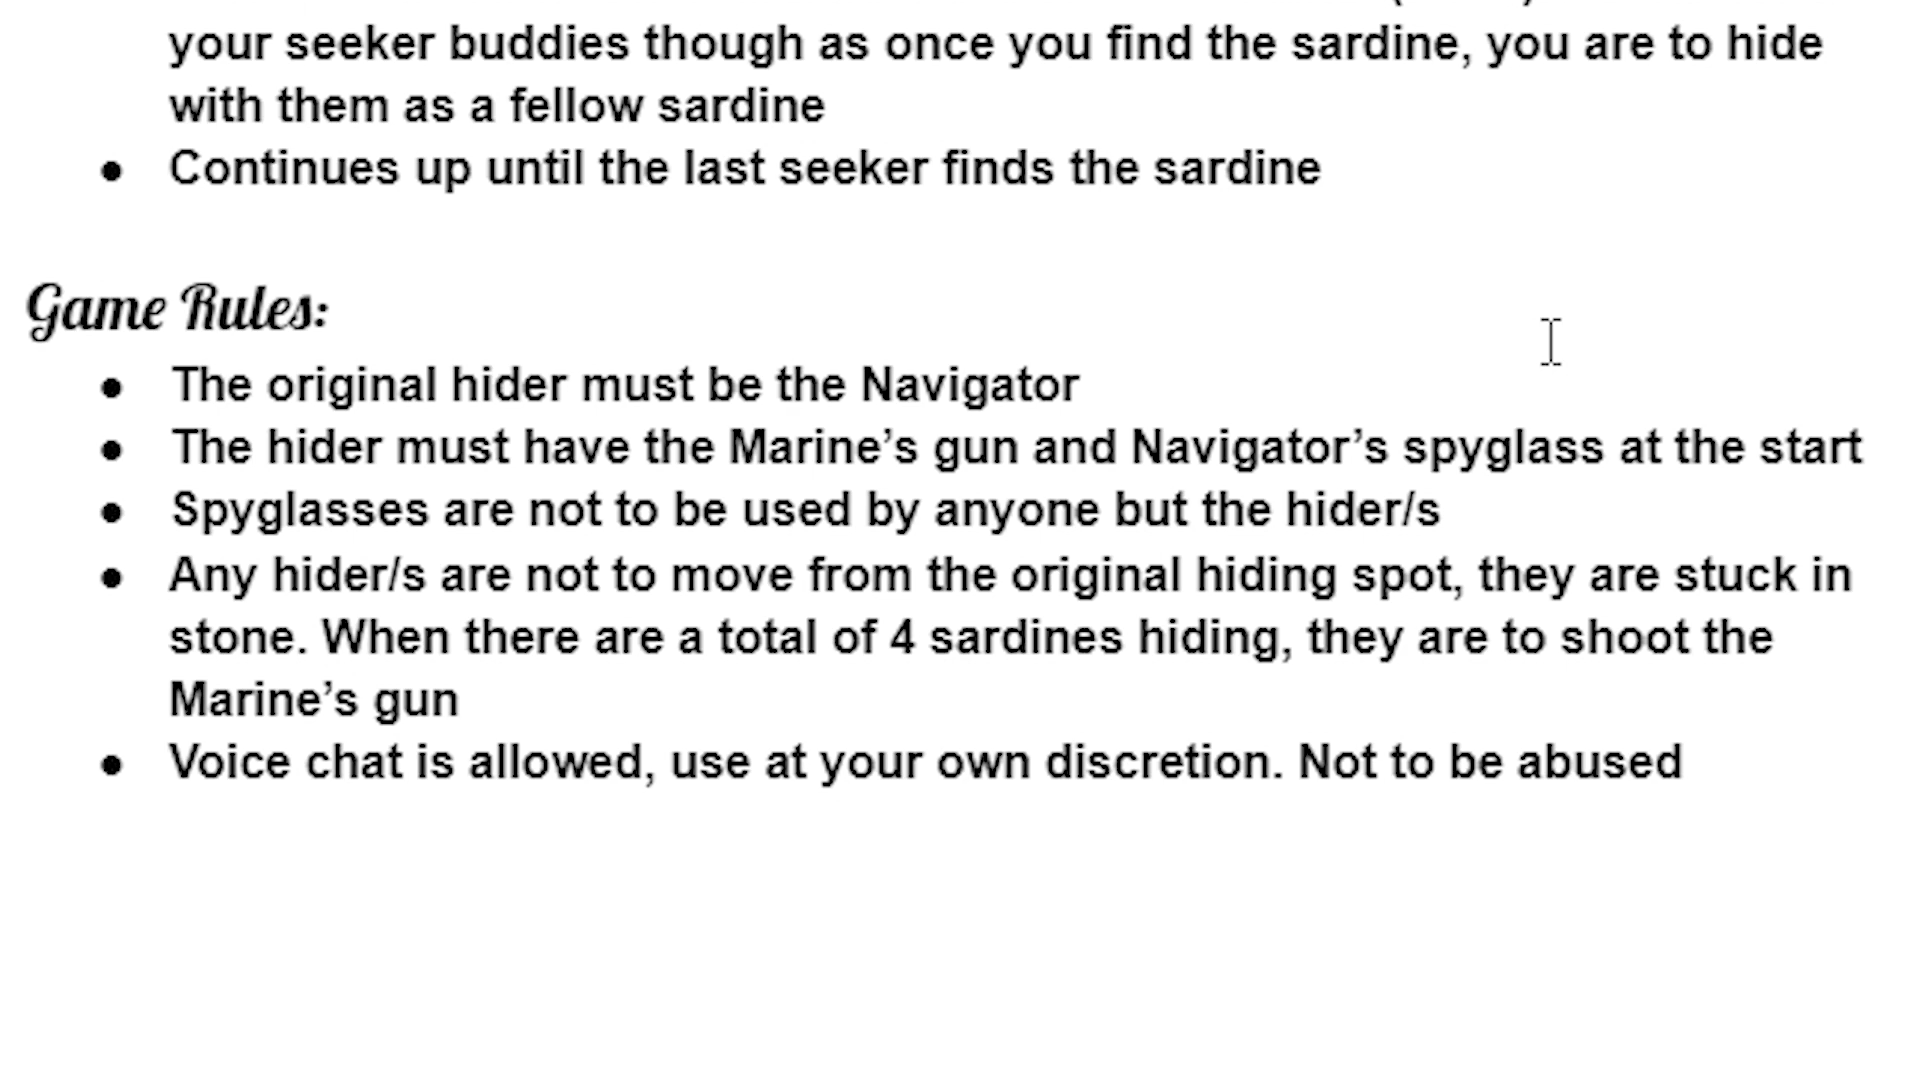 your seeker buddies though as once you find the sardine, you are to hide
with them as a fellow sardine
● Continues up until the last seeker finds the sardine
Game Rules:
● The original hider must be the Navigator
● The hider must have the Marine’s gun and Navigator’s spyglass at the start
● Spyglasses are not to be used by anyone but the hider/s
● Any hider/s are not to move from the original hiding spot, they are stuck in
stone. When there are a total of 4 sardines hiding, they are to shoot the
Marine’s gun
● Voice chat is allowed, use at your own discretion. Not to be abused